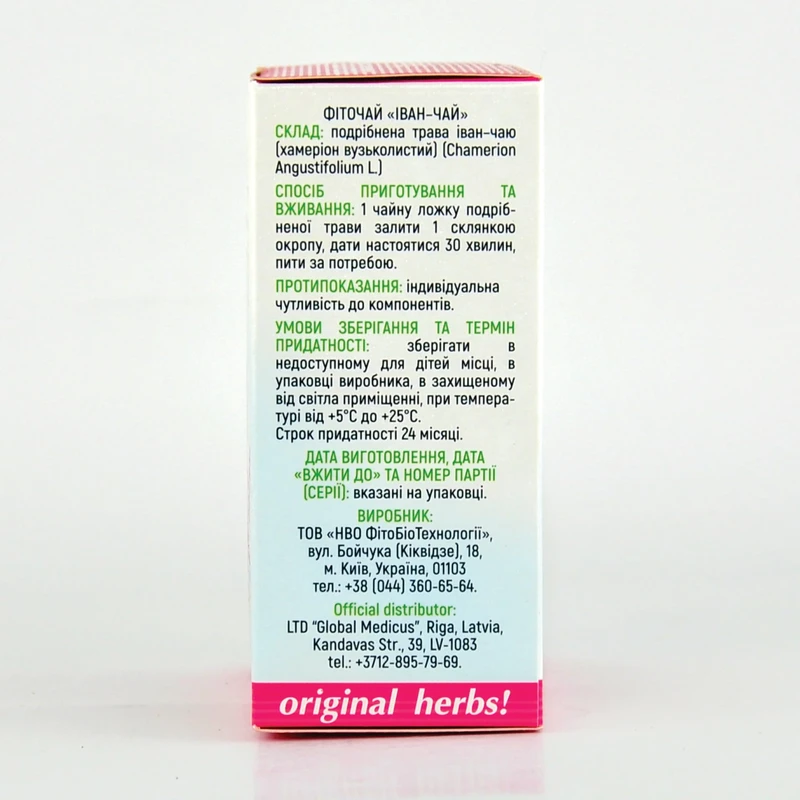 ФІТОЧАЙ «ІВАН-ЧАЙ»
СКЛАД: подрібнена трава іван-чаю
(хамеріон вузьколистий) (Chamerion
Angustifolium L.)
СПОСІБ ПРИГОТУВАННЯ ТА
ВЖИВАННЯ: 1 чайну ложку подріб-
неної трави залити 1 склянкою
окропу, дати настоятися 30 хвилин,
пити за потребою.
ПРОТИПОКАЗАННЯ: індивідуальна
чутливість до компонентів.
УМОВИ ЗБЕРІГАННЯ ТА ТЕРМІН
ПРИДАТНОСТІ: зберігати в
недоступному для дітей місці, в
упаковці виробника, в захищеному
від світла приміщенні, при темпера-
турі від +5°С до +25°С.
Строк придатності 24 місяці.
ДАТА ВИГОТОВЛЕННЯ, ДАТА
«ВЖИТИ ДО» ТА НОМЕР ПАРТІЇ
(СЕРІЇ): вказані на упаковці.
ВИРОБНИК:
ТОВ «НВО ФітоБіоТехнології»,
вул. Бойчука (Кіквідзе), 18,
м. Київ, Україна, 01103
тел.: +38 (044) 360-65-64.
Official distributor:
LTD “Global Medicus”, Riga, Latvia,
Kandavas Str., 39, LV-1083
tel.: +3712-895-79-69.
original herbs!